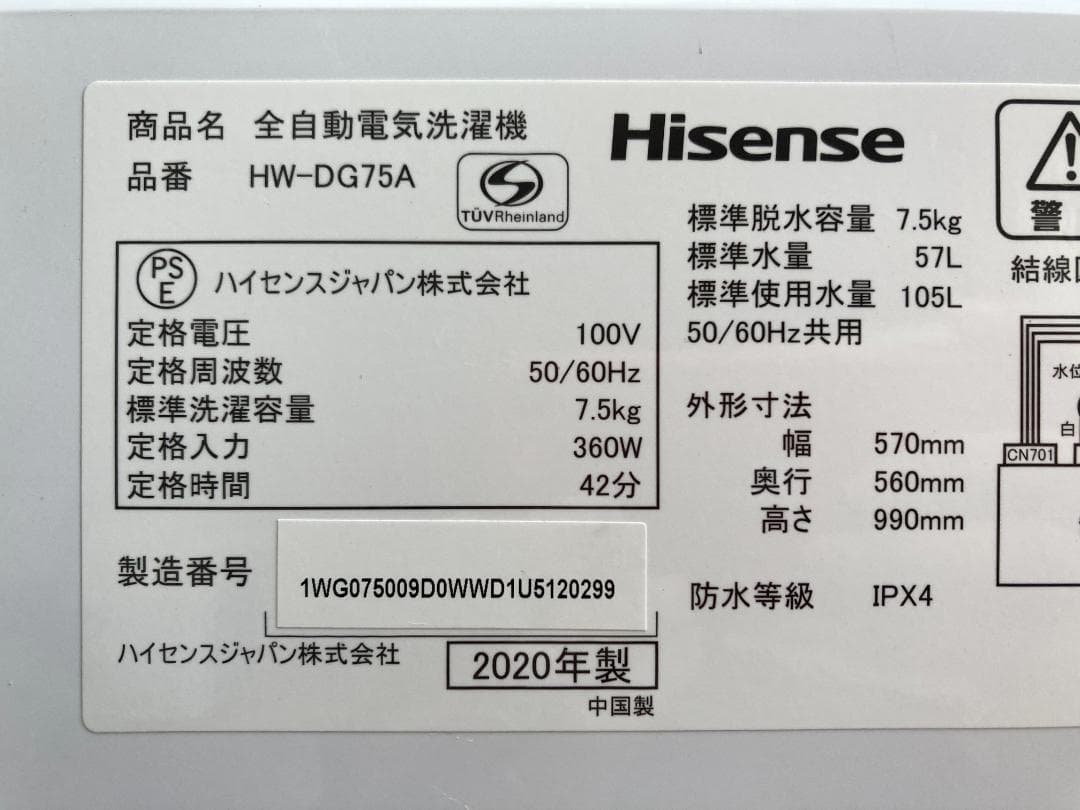 商品名 全自動電気洗濯機
品番 HW-DG75A
TÜVRheinland
Hisense
PS
E
ハイセンスジャパン株式会社
定格電圧 100V
定格周波数 50/60Hz
標準洗濯容量 7.5kg
定格入力 360W
定格時間 42分
製造番号 1WG075009D0WWD1U5120299
ハイセンスジャパン株式会社
2020年製
中国製
標準脱水容量 7.5kg
標準水量 57L
標準使用水量 105L
50/60Hz共用
外形寸法
幅 570mm
奥行 560mm
高さ 990mm
防水等級 IPX4
警
結線
水位
白
CN701